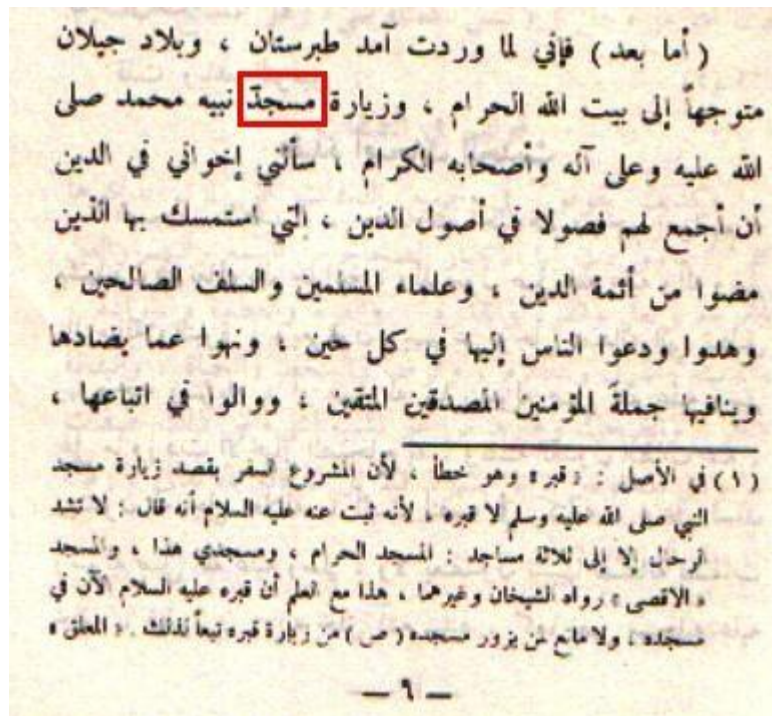 ( أما بعد ) فإني لما وردت آمد طبرستان ، وبلاد جيلان
متوجهاً إلى بيت الله الحرام ، وزيارة مسجد نبيه محمد صلى
الله عليه وعلى آله وأصحابه الكرام ، سألني إخواني في الدين
أن أجمع لهم فصولا في أصول الدين ، التي استمسك بها الذين
مضوا من أئمة الدين ، وعلماء المسلمين والسلف الصالحين ،
وهدوا ودعوا الناس إليها في كل حين ، ونهوا عما يضادها
وينافيها جملة المؤمنين المصدقين المتقين ، ووالوا في اتباعها ،
( ١ ) في الأصل : « قبر » وهو خطأ ، لأن المشروع السفر بقصد زيارة مسجد
النبي صلى الله عليه وسلم لا قبره ، لأنه ثبت عنه عليه السلام أنه قال : لا تشد
الرحال إلا إلى ثلاثة مساجد : المسجد الحرام ، ومسجدي هذا ، والمسجد
« الاقصى » رواه الشيخان وغيرهما ، هذا مع العلم أن قبره عليه السلام الآن في
مسجده ، ولا مانع لمن يزور مسجده ( ص ) من زيارة قبره تبعاً لذلك . « المعلق »
— ٦ —